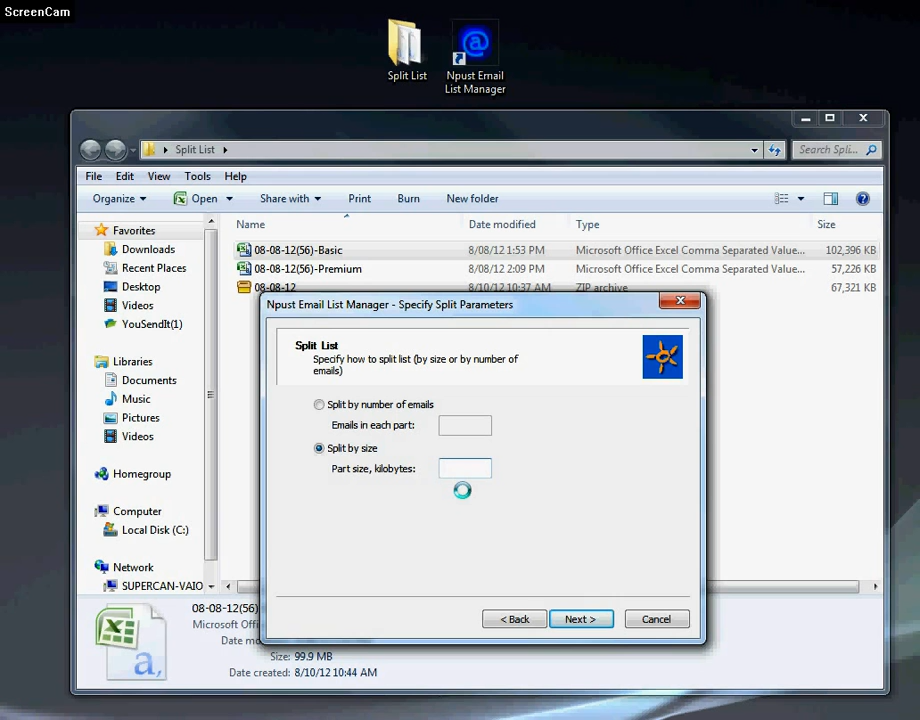 ScreenCam
Split List
Npust Email
List Manager
Split List
Search Spli...
File Edit View Tools Help
Organize Open Share with Print Burn New folder
Name Date modified Type Size
Favorites
Downloads
Recent Places
Desktop
Videos
YouSendIt(1)
Libraries
Documents
Music
Pictures
Videos
Homegroup
Computer
Local Disk (C:)
Network
SUPERCAN-VAIO
08-08-12(56)-Basic 8/08/12 1:53 PM Microsoft Office Excel Comma Separated Value... 102,396 KB
08-08-12(56)-Premium 8/08/12 2:09 PM Microsoft Office Excel Comma Separated Value... 57,226 KB
08-08-12 8/10/12 10:37 AM ZIP archive 67,321 KB
Npust Email List Manager - Specify Split Parameters
Split List
Specify how to split list (by size or by number of
emails)
Split by number of emails
Emails in each part:
Split by size
Part size, kilobytes:
< Back Next > Cancel
08-08-12(56)
Microsoft Offi
Date mo
Size: 99.9 MB
Date created: 8/10/12 10:44 AM